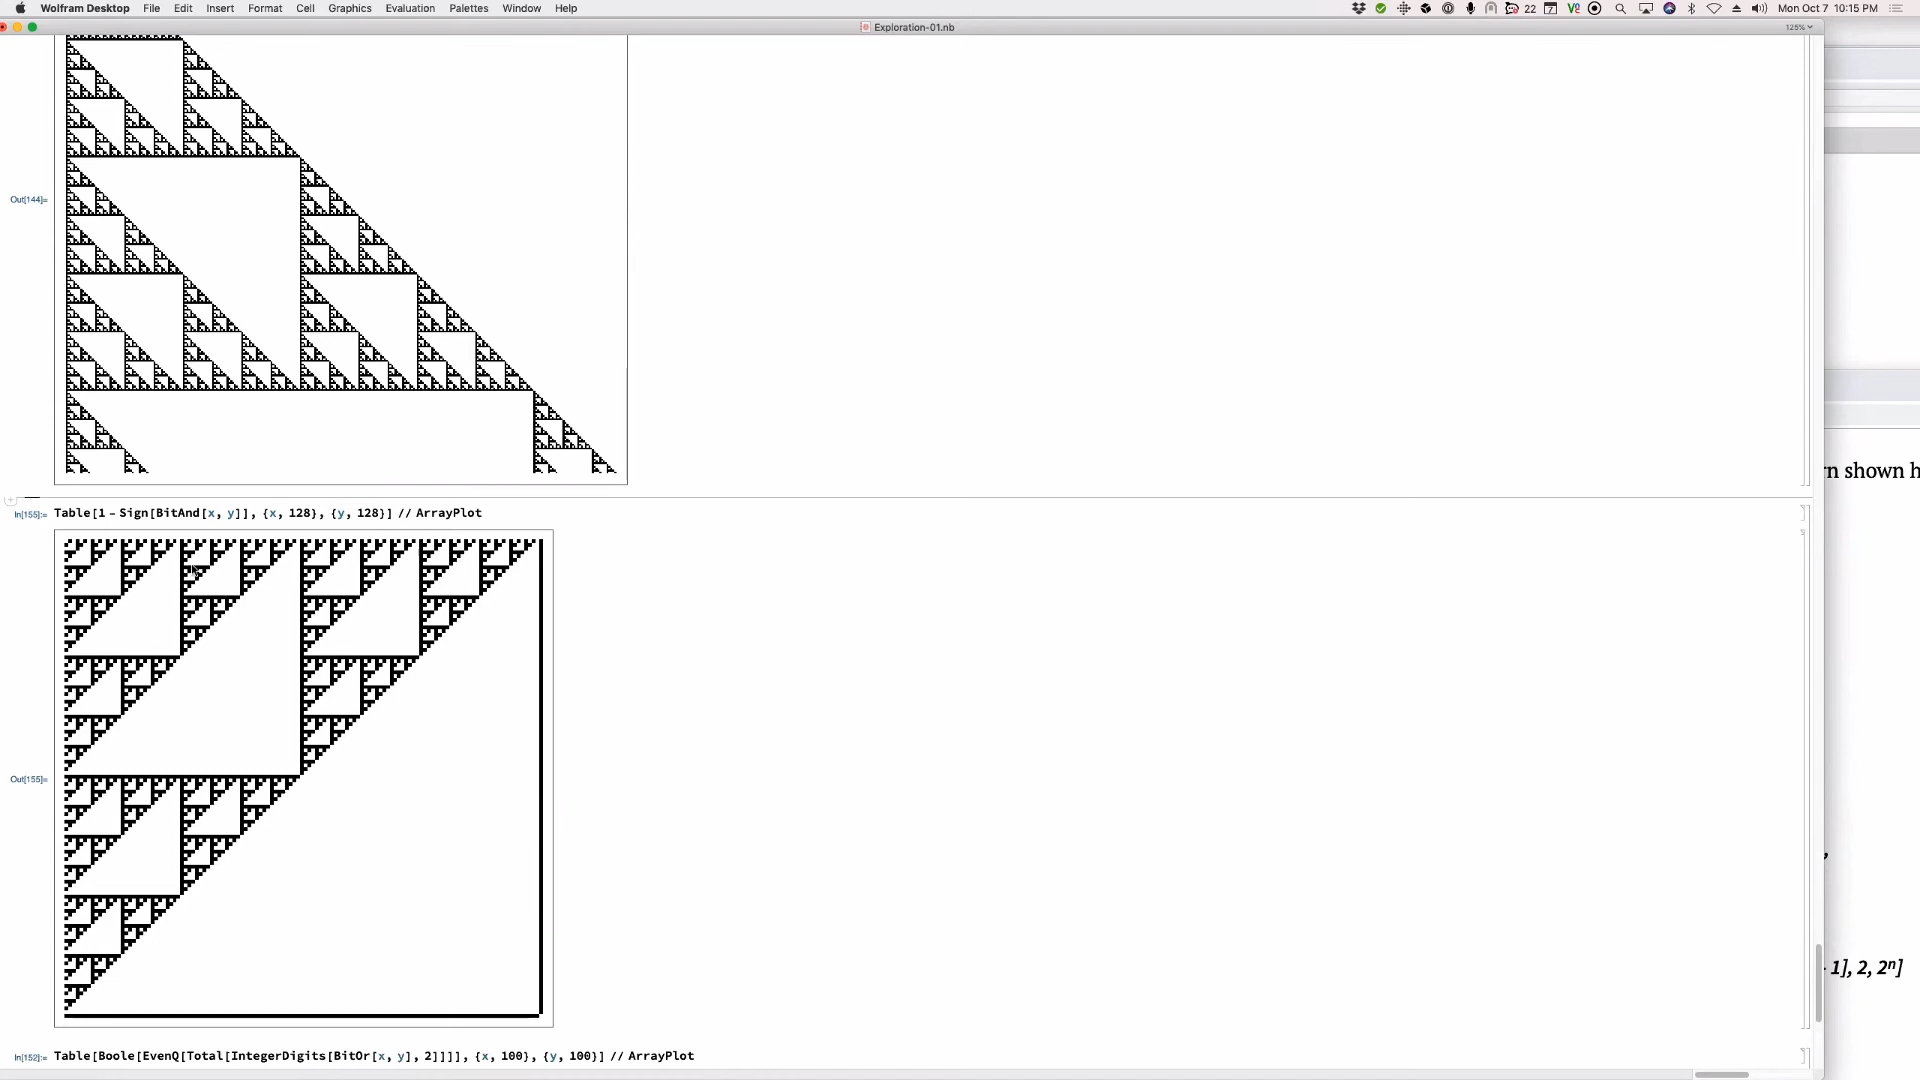 Wolfram Desktop File Edit Insert Format Cell Graphics Evaluation Palettes Window Help 22 7 Mon Oct 7 10:15 PM
Exploration-01.nb 125%
Out[144]=
rn shown h
In[155]:= Table[1 - Sign[BitAnd[x, y]], {x, 128}, {y, 128}] // ArrayPlot
Out[155]=
,
1], 2, 2ⁿ]
In[152]:= Table[Boole[EvenQ[Total[IntegerDigits[BitOr[x, y], 2]]]], {x, 100}, {y, 100}] // ArrayPlot